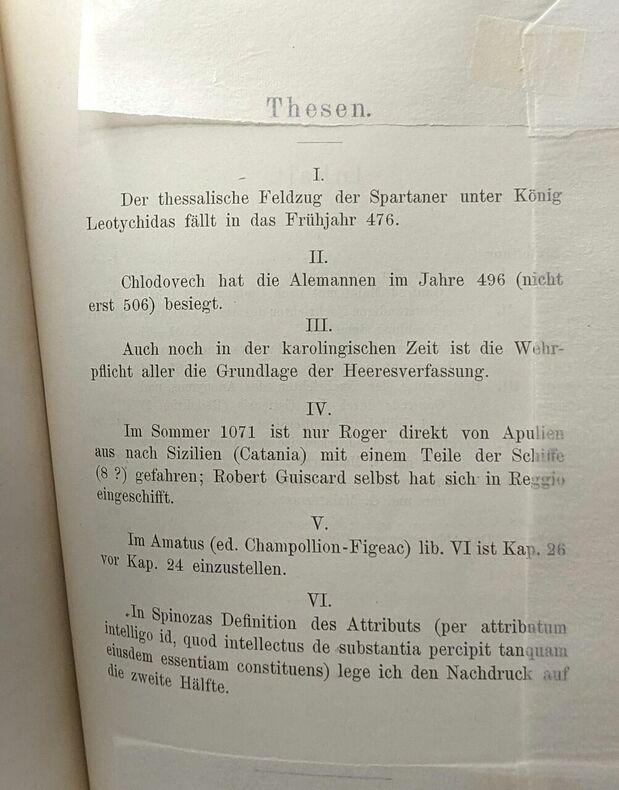 Thesen.
I.
Der thessalische Feldzug der Spartaner unter König
Leotychidas fällt in das Frühjahr 476.
II.
Chlodovech hat die Alemannen im Jahre 496 (nicht
erst 506) besiegt.
III.
Auch noch in der karolingischen Zeit ist die Wehr-
pflicht aller die Grundlage der Heeresverfassung.
IV.
Im Sommer 1071 ist nur Roger direkt von Apulien
aus nach Sizilien (Catania) mit einem Teile der Schiffe
(8 ?) gefahren; Robert Guiscard selbst hat sich in Reggio
eingeschifft.
V.
Im Amatus (ed. Champollion-Figeac) lib. VI ist Kap. 26
vor Kap. 24 einzustellen.
VI.
In Spinozas Definition des Attributs (per attributum
intelligo id, quod intellectus de substantia percipit tanquam
eiusdem essentiam constituens) lege ich den Nachdruck auf
die zweite Hälfte.